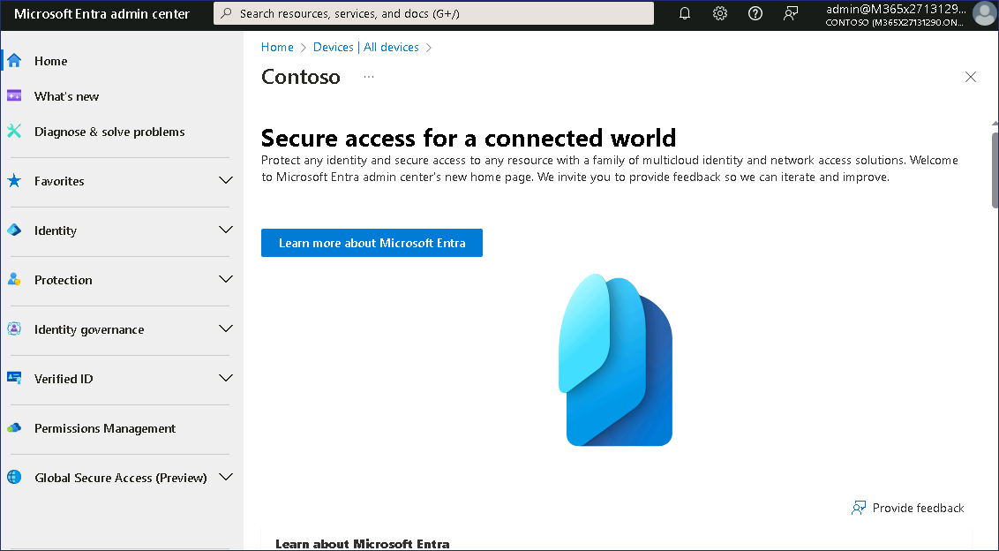 Microsoft Entra admin center
Search resources, services, and docs (G+/)
admin@M365x2713129...
CONTOSO (M365X27131290.ON...
Home
What's new
Diagnose & solve problems
Favorites
Identity
Protection
Identity governance
Verified ID
Permissions Management
Global Secure Access (Preview)
Home > Devices | All devices >
Contoso ...
Secure access for a connected world
Protect any identity and secure access to any resource with a family of multicloud identity and network access solutions. Welcome
to Microsoft Entra admin center's new home page. We invite you to provide feedback so we can iterate and improve.
Learn more about Microsoft Entra
Provide feedback
Learn about Microsoft Entra